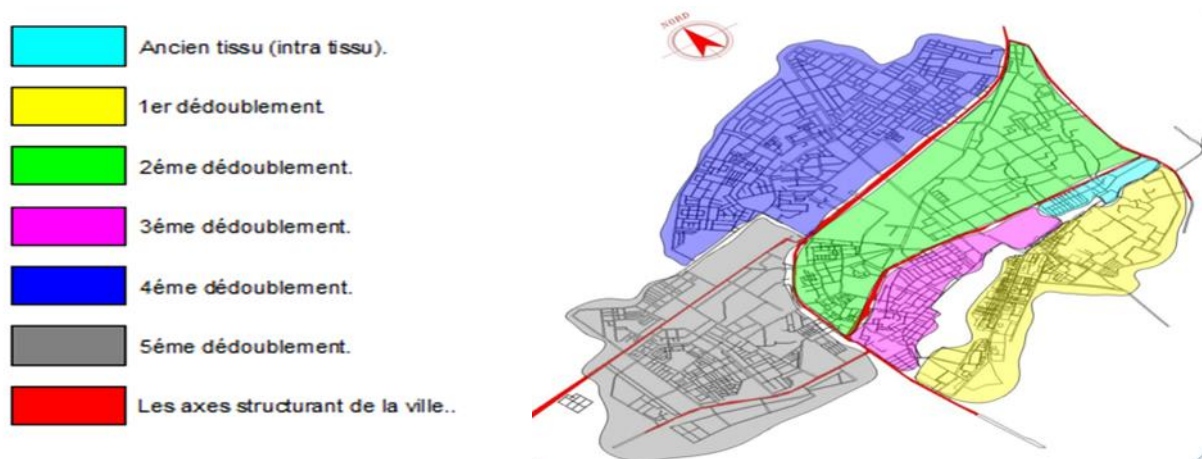 Ancien tissu (intra tissu).
1er dédoublement.
2éme dédoublement.
3éme dédoublement.
4éme dédoublement.
5éme dédoublement.
Les axes structurant de la ville..
NORD